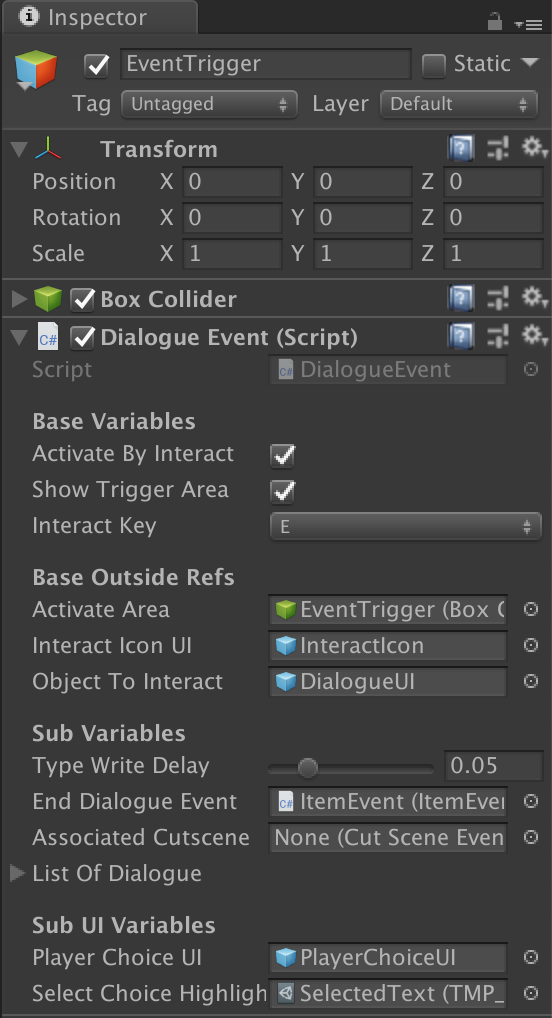 Inspector
EventTrigger Static
Tag Untagged Layer Default
Transform
Position X 0 Y 0 Z 0
Rotation X 0 Y 0 Z 0
Scale X 1 Y 1 Z 1
Box Collider
C# Dialogue Event (Script)
Script C# DialogueEvent
Base Variables
Activate By Interact
Show Trigger Area
Interact Key E
Base Outside Refs
Activate Area EventTrigger (Box C
Interact Icon UI InteractIcon
Object To Interact DialogueUI
Sub Variables
Type Write Delay 0.05
End Dialogue Event C# ItemEvent (ItemEver
Associated Cutscene None (Cut Scene Even
List Of Dialogue
Sub UI Variables
Player Choice UI PlayerChoiceUI
Select Choice Highligh SelectedText (TMP_